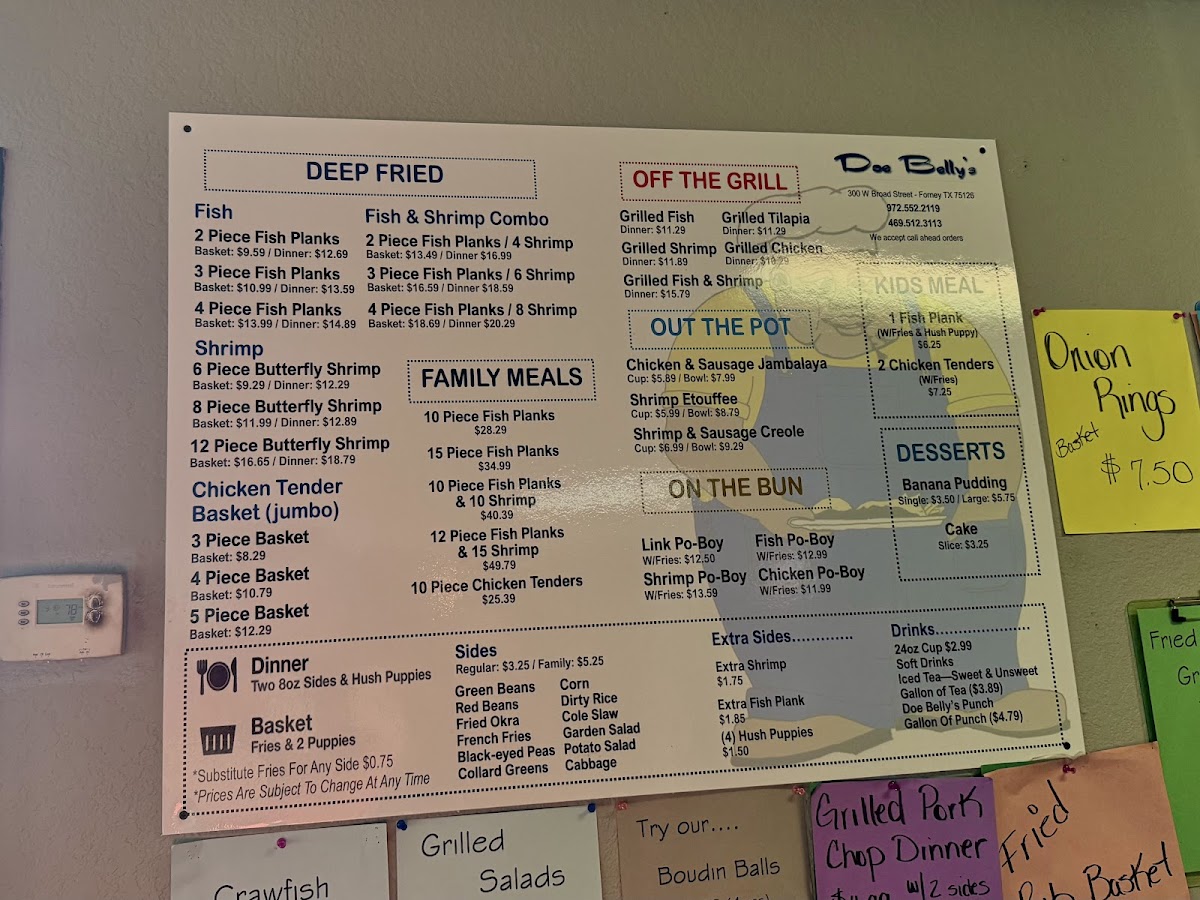 DEEP FRIED
Fish
2 Piece Fish Planks
Basket: $9.59 / Dinner: $12.69
3 Piece Fish Planks
Basket: $10.99 / Dinner: $13.59
4 Piece Fish Planks
Basket: $13.99 / Dinner: $14.89
Shrimp
6 Piece Butterfly Shrimp
Basket: $9.29 / Dinner: $12.29
8 Piece Butterfly Shrimp
Basket: $11.99 / Dinner: $12.89
12 Piece Butterfly Shrimp
Basket: $16.65 / Dinner: $18.79
Chicken Tender
Basket (jumbo)
3 Piece Basket
Basket: $8.29
4 Piece Basket
Basket: $10.79
5 Piece Basket
Basket: $12.29
Fish & Shrimp Combo
2 Piece Fish Planks / 4 Shrimp
Basket: $13.49 / Dinner $16.99
3 Piece Fish Planks / 6 Shrimp
Basket: $16.59 / Dinner $18.59
4 Piece Fish Planks / 8 Shrimp
Basket: $18.69 / Dinner $20.29
FAMILY MEALS
10 Piece Fish Planks
$28.29
15 Piece Fish Planks
$34.99
10 Piece Fish Planks
& 10 Shrimp
$40.39
12 Piece Fish Planks
& 15 Shrimp
$49.79
10 Piece Chicken Tenders
$25.39
OFF THE GRILL
Grilled Fish
Dinner: $11.29
Grilled Tilapia
Dinner: $11.29
Grilled Shrimp
Dinner: $11.89
Grilled Chicken
Dinner:
Grilled Fish & Shrimp
Dinner: $15.79
OUT THE POT
Chicken & Sausage Jambalaya
Cup: $5.89 / Bowl: $7.99
Shrimp Etouffee
Cup: $5.99 / Bowl: $8.79
Shrimp & Sausage Creole
Cup: $6.99 / Bowl: $9.29
ON THE BUN
Link Po-Boy
W/Fries: $12.50
Fish Po-Boy
W/Fries: $12.99
Shrimp Po-Boy
W/Fries: $13.59
Chicken Po-Boy
W/Fries: $11.99
Doe Belly's
300 W Broad Street - Forney TX 75126
972.552.2119
469.512.3113
We accept call ahead orders
KIDS MEAL
1 Fish Plank
(W/Fries & Hush Puppy)
$6.25
2 Chicken Tenders
(W/Fries)
$7.25
DESSERTS
Banana Pudding
Single: $3.50 / Large: $5.75
Cake
Slice: $3.25
Dinner
Two 8oz Sides & Hush Puppies
Basket
Fries & 2 Puppies
*Substitute Fries For Any Side $0.75
*Prices Are Subject To Change At Any Time
Sides
Regular: $3.25 / Family: $5.25
Green Beans
Red Beans
Fried Okra
French Fries
Black-eyed Peas
Collard Greens
Corn
Dirty Rice
Cole Slaw
Garden Salad
Potato Salad
Cabbage
Extra Sides.............
Extra Shrimp
$1.75
Extra Fish Plank
$1.85
(4) Hush Puppies
$1.50
Drinks....................
24oz Cup $2.99
Soft Drinks
Iced Tea—Sweet & Unsweet
Gallon of Tea ($3.89)
Doe Belly's Punch
Gallon Of Punch ($4.79)
Onion
Rings
Basket
$7.50
78
Fried
Gr
Crawfish
Grilled
Salads
Try our....
Boudin Balls
Grilled Pork
Chop Dinner
w/2 sides
Fried
Basket